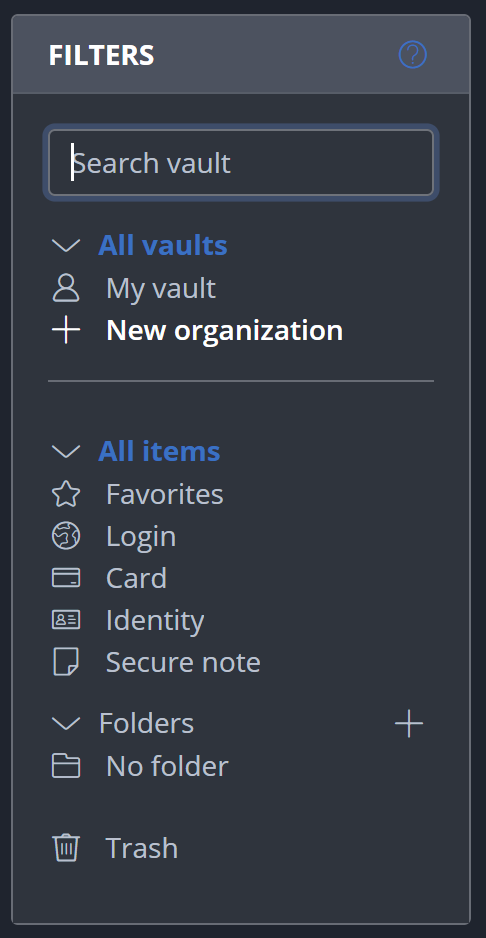 FILTERS
Search vault
All vaults
My vault
New organization
All items
Favorites
Login
Card
Identity
Secure note
Folders
No folder
Trash